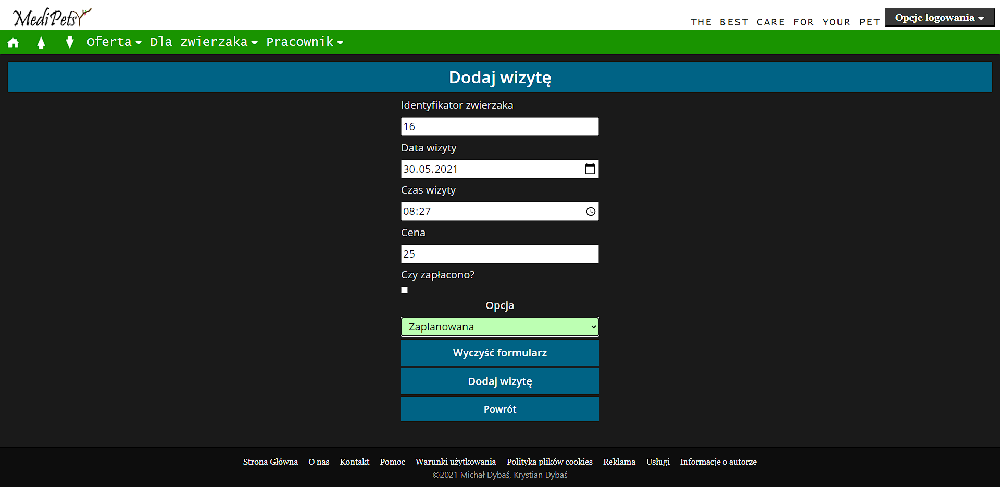 MediPets
THE BEST CARE FOR YOUR PET
Opcje logowania
Oferta Dla zwierzaka Pracownik
Dodaj wizytę
Identyfikator zwierzaka
16
Data wizyty
30.05.2021
Czas wizyty
08:27
Cena
25
Czy zapłacono?
Opcja
Zaplanowana
Wyczyść formularz
Dodaj wizytę
Powrót
Strona Główna O nas Kontakt Pomoc Warunki użytkowania Polityka plików cookies Reklama Usługi Informacje o autorze
©2021 Michał Dybaś, Krystian Dybaś